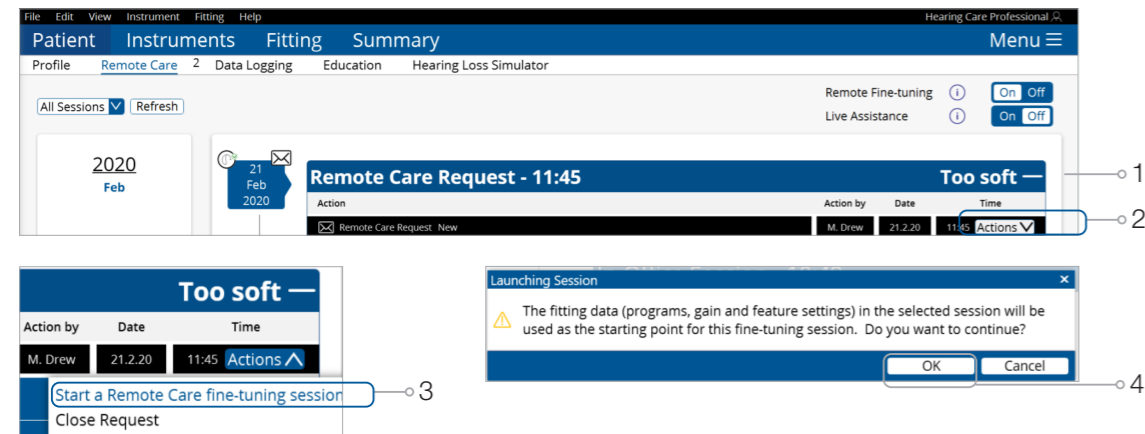 File Edit View Instrument Fitting Help Hearing Care Professional
Patient Instruments Fitting Summary Menu
Profile Remote Care 2 Data Logging Education Hearing Loss Simulator
Remote Fine-tuning i On Off
All Sessions Refresh
Live Assistance i On Off
2020
Feb
21
Feb
2020
Remote Care Request - 11:45 Too soft —
1
Action Action by Date Time
Remote Care Request New M. Drew 21.2.20 11:45 Actions
2
Too soft —
Action by Date Time
M. Drew 21.2.20 11:45 Actions
Start a Remote Care fine-tuning session
3
Close Request
Launching Session x
The fitting data (programs, gain and feature settings) in the selected session will be
used as the starting point for this fine-tuning session. Do you want to continue?
OK Cancel
4